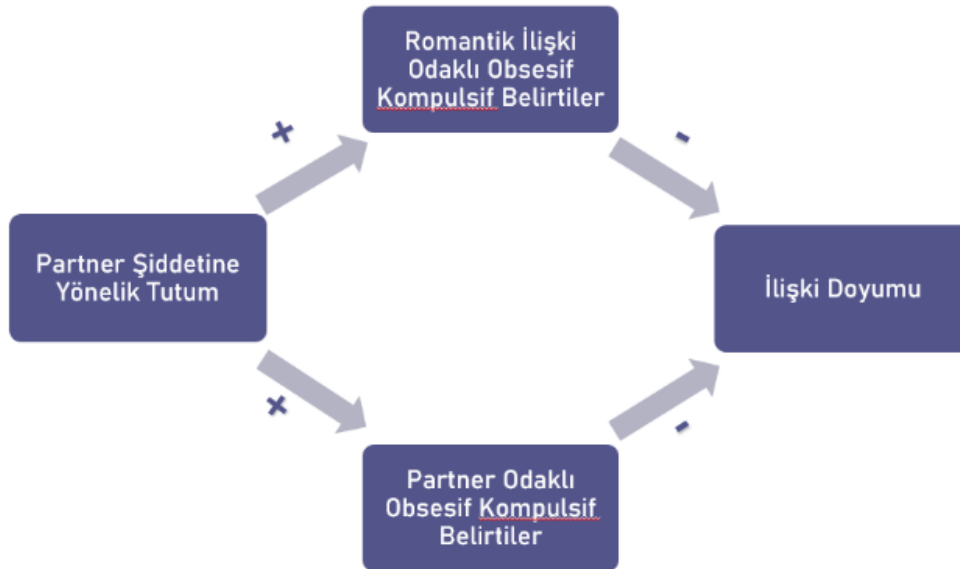 Romantik İlişki
Odaklı Obsesif
Kompulsif Belirtiler
+
-
Partner Şiddetine
Yönelik Tutum
İlişki Doyumu
+
-
Partner Odaklı
Obsesif Kompulsif
Belirtiler